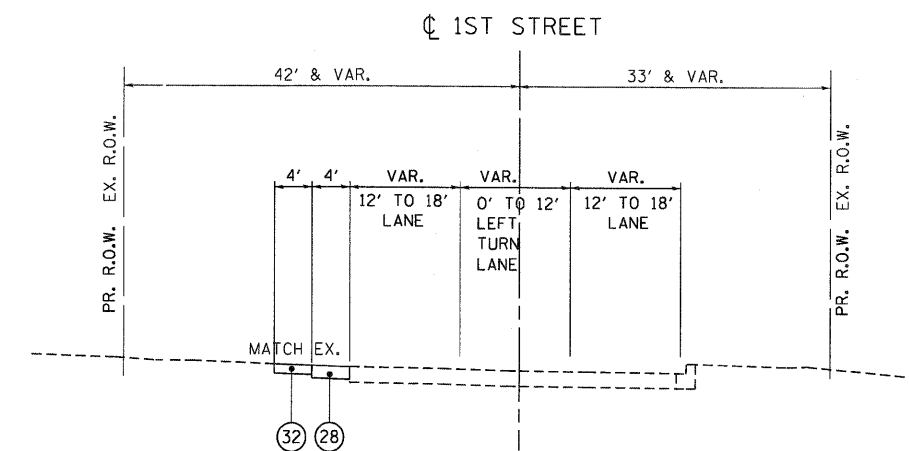 ℄ 1ST STREET
42' & VAR.
33' & VAR.
PR. R.O.W. EX. R.O.W.
4'
4'
VAR.
12' TO 18'
LANE
VAR.
0' TO 12'
LEFT
TURN
LANE
VAR.
12' TO 18'
LANE
PR. R.O.W. EX. R.O.W.
MATCH EX.
32
28